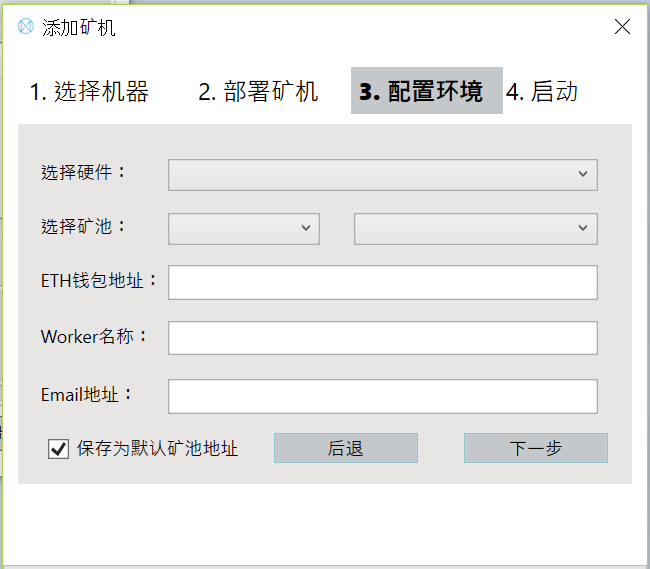 添加矿机
1. 选择机器 2. 部署矿机 3. 配置环境 4. 启动
选择硬件：
选择矿池：
ETH钱包地址：
Worker名称：
Email地址：
保存为默认矿池地址 后退 下一步